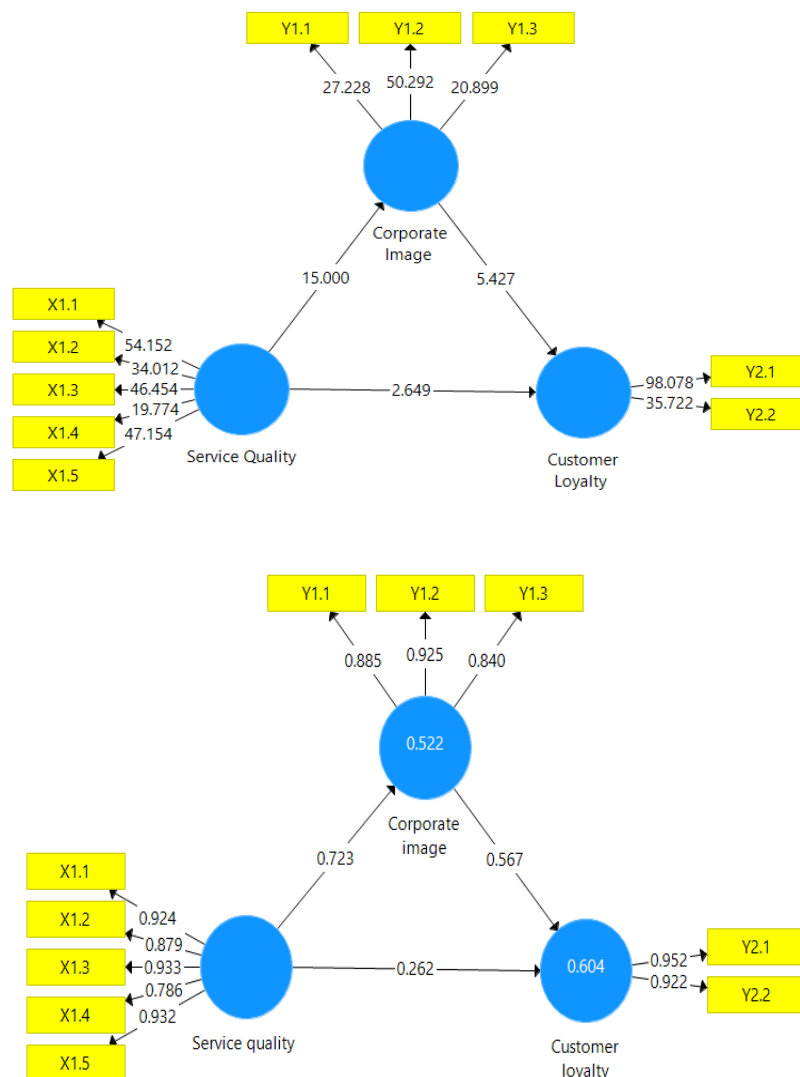 Y1.1
Y1.2
Y1.3
27.228
50.292
20.899
Corporate
Image
15.000
5.427
X1.1
X1.2
X1.3
X1.4
X1.5
54.152
34.012
46.454
19.774
47.154
Service Quality
2.649
98.078
35.722
Y2.1
Y2.2
Customer
Loyalty
Y1.1
Y1.2
Y1.3
0.885
0.925
0.840
0.522
Corporate
image
0.723
0.567
X1.1
X1.2
X1.3
X1.4
X1.5
0.924
0.879
0.933
0.786
0.932
Service quality
0.262
0.604
0.952
0.922
Y2.1
Y2.2
Customer
loyalty